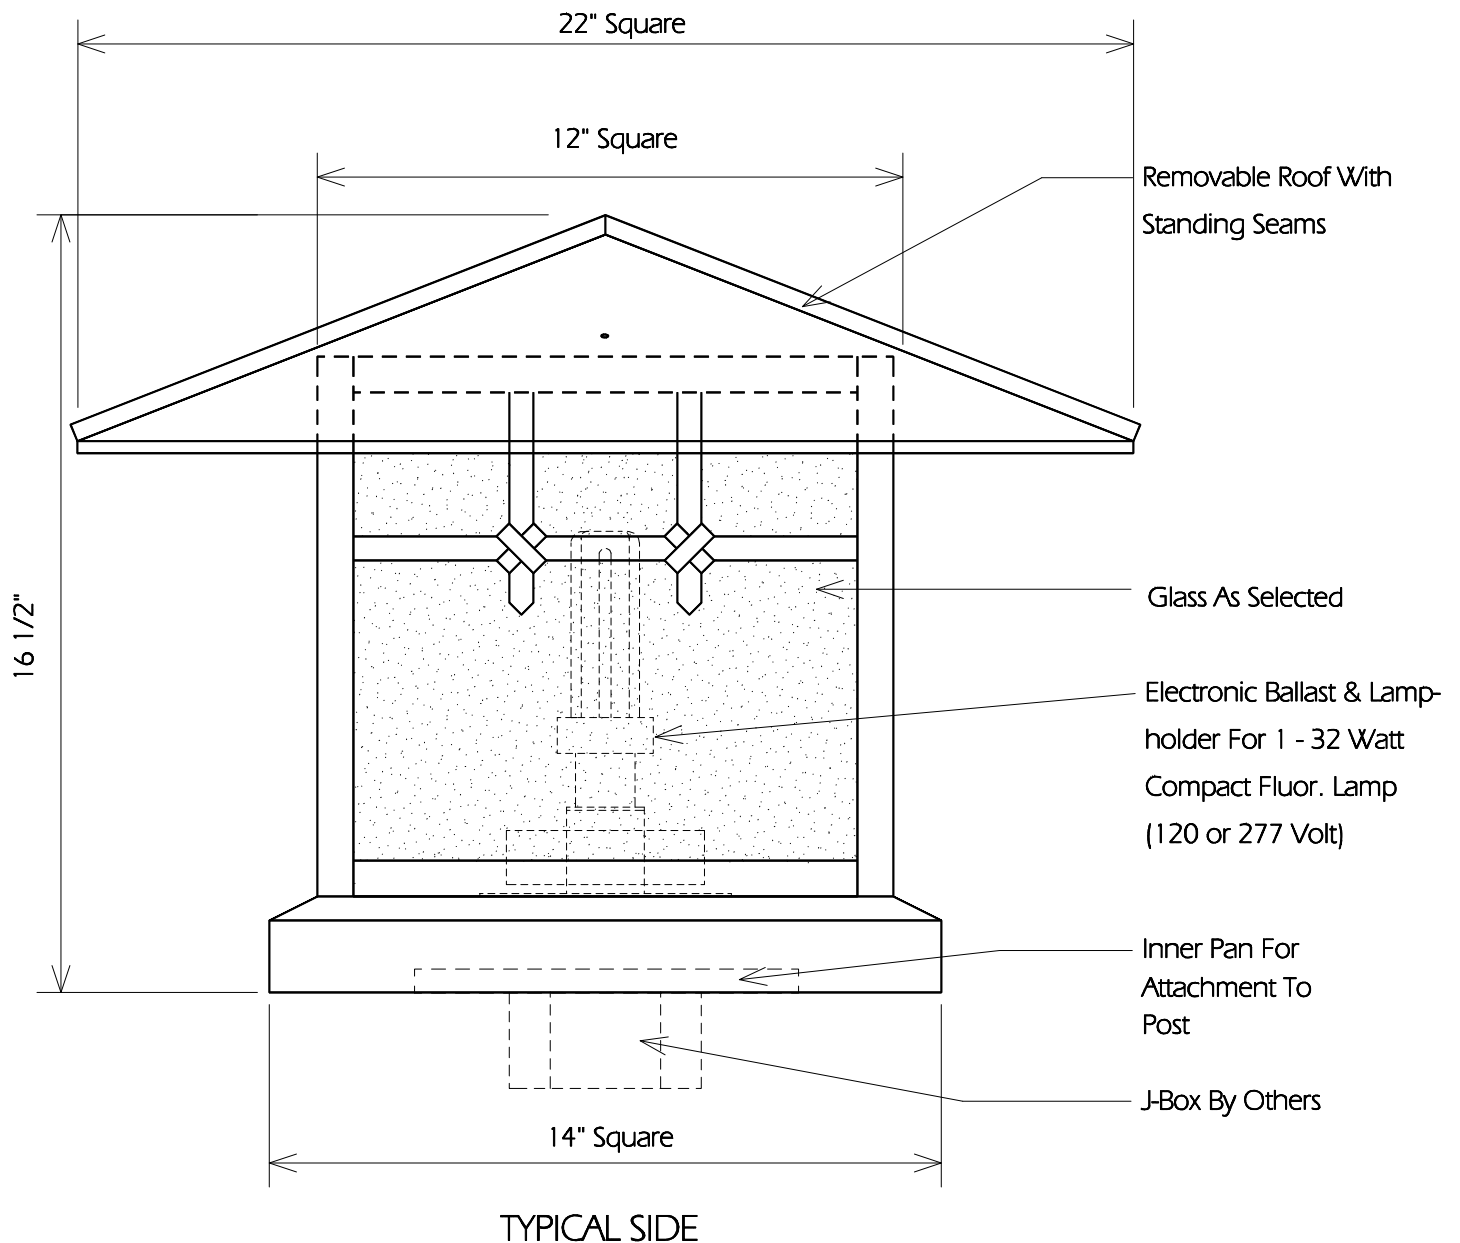 22" Square
12" Square
Removable Roof With
Standing Seams
16 1/2"
Glass As Selected
Electronic Ballast & Lamp-
holder For 1 - 32 Watt
Compact Fluor. Lamp
(120 or 277 Volt)
Inner Pan For
Attachment To
Post
J-Box By Others
14" Square
TYPICAL SIDE